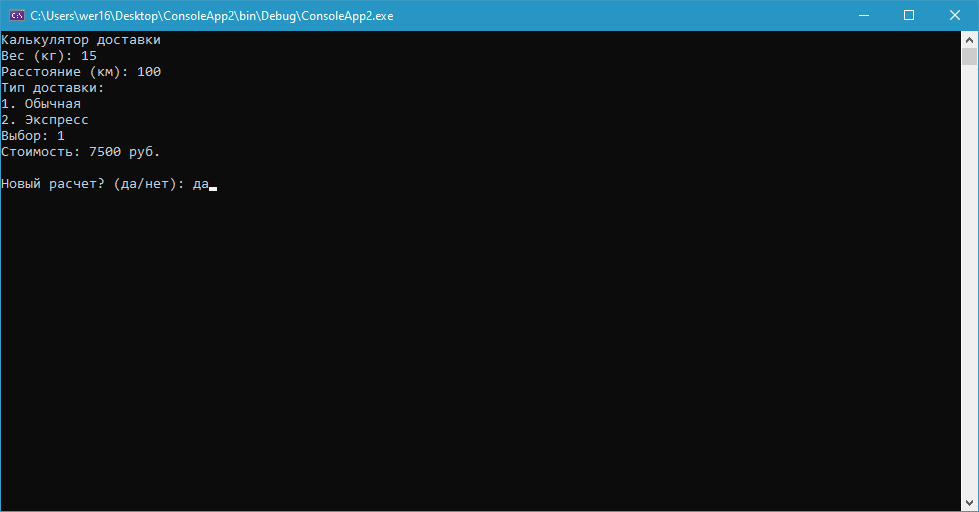 C:\Users\wer16\Desktop\ConsoleApp2\bin\Debug\ConsoleApp2.exe
Калькулятор доставки
Вес (кг): 15
Расстояние (км): 100
Тип доставки:
1. Обычная
2. Экспресс
Выбор: 1
Стоимость: 7500 руб.
Новый расчет? (да/нет): да